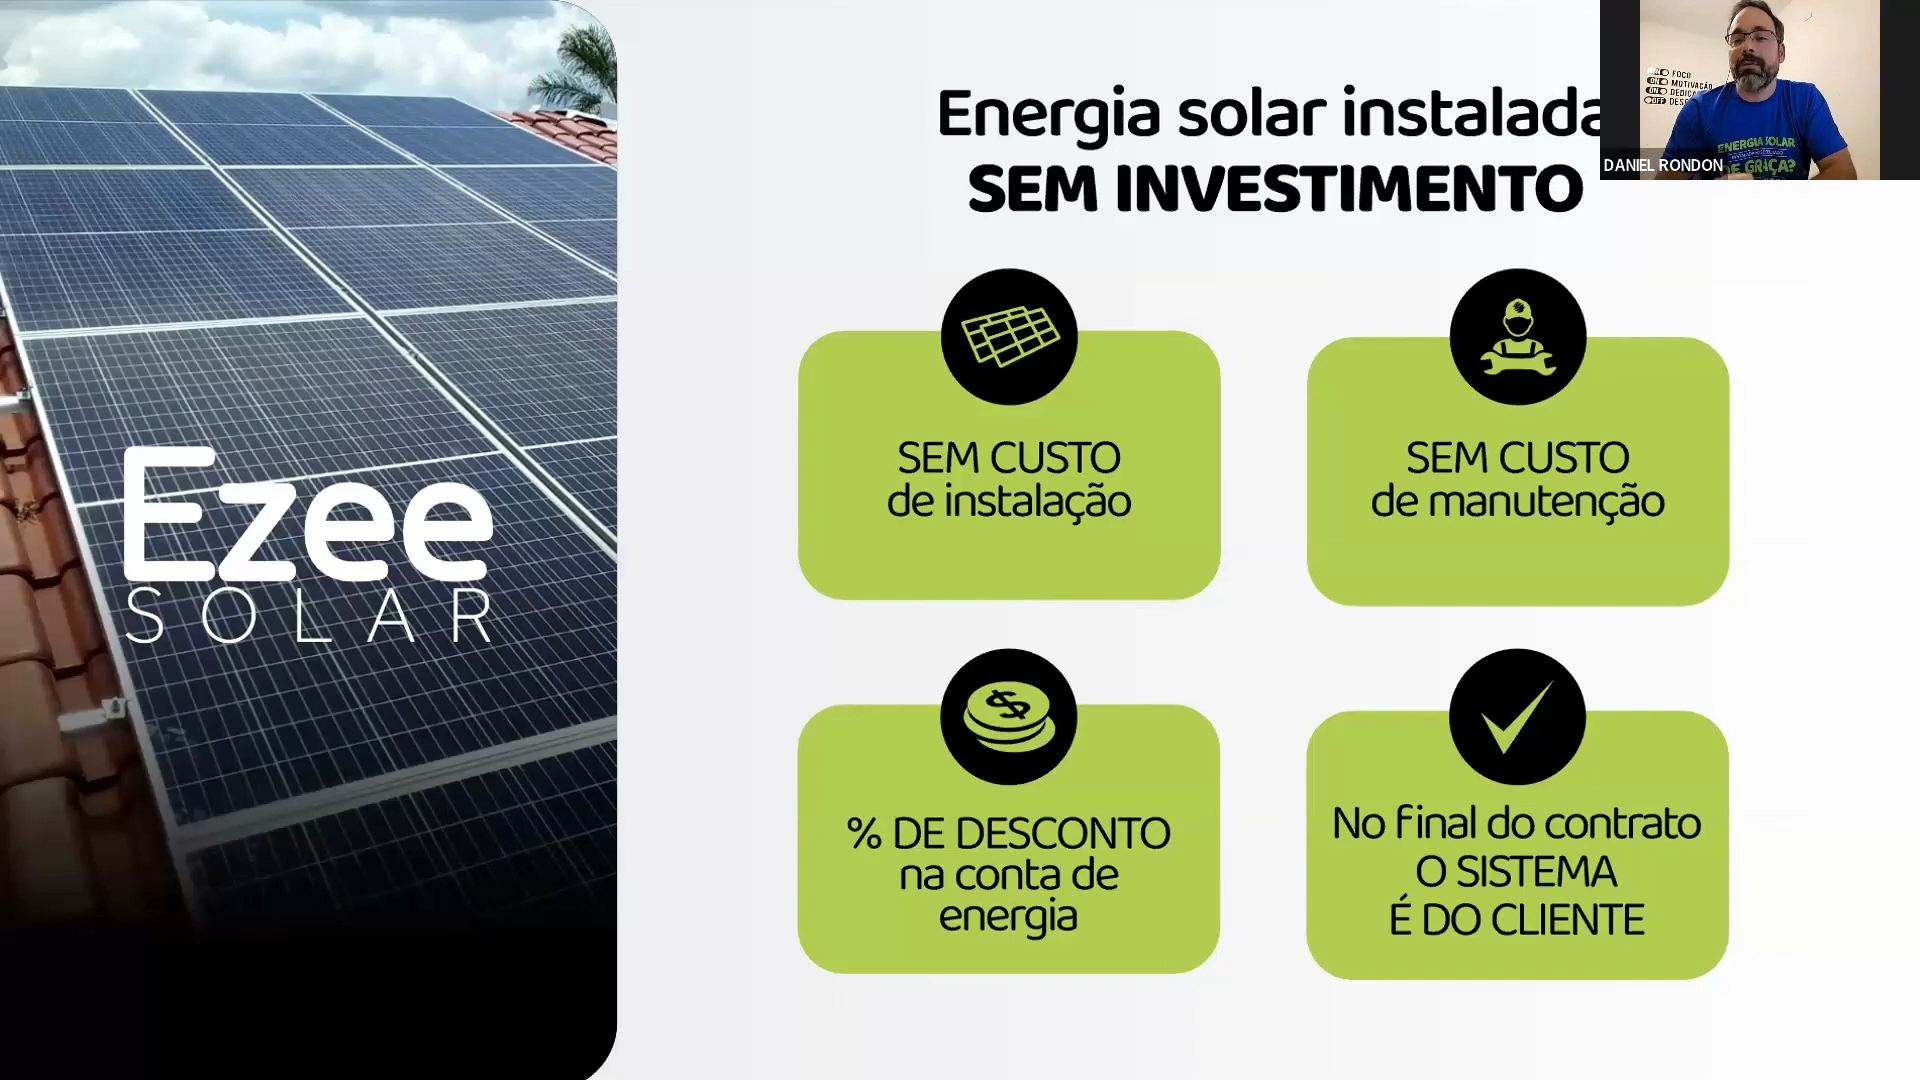 Energia solar instalada
SEM INVESTIMENTO
FOCO
MOTIVAÇÃO
OFF
DANIEL RONDON
ENERGIA SOLAR
DE GRAÇA?
Ezee
SOLAR
SEM CUSTO
de instalação
SEM CUSTO
de manutenção
% DE DESCONTO
na conta de
energia
No final do contrato
O SISTEMA
É DO CLIENTE